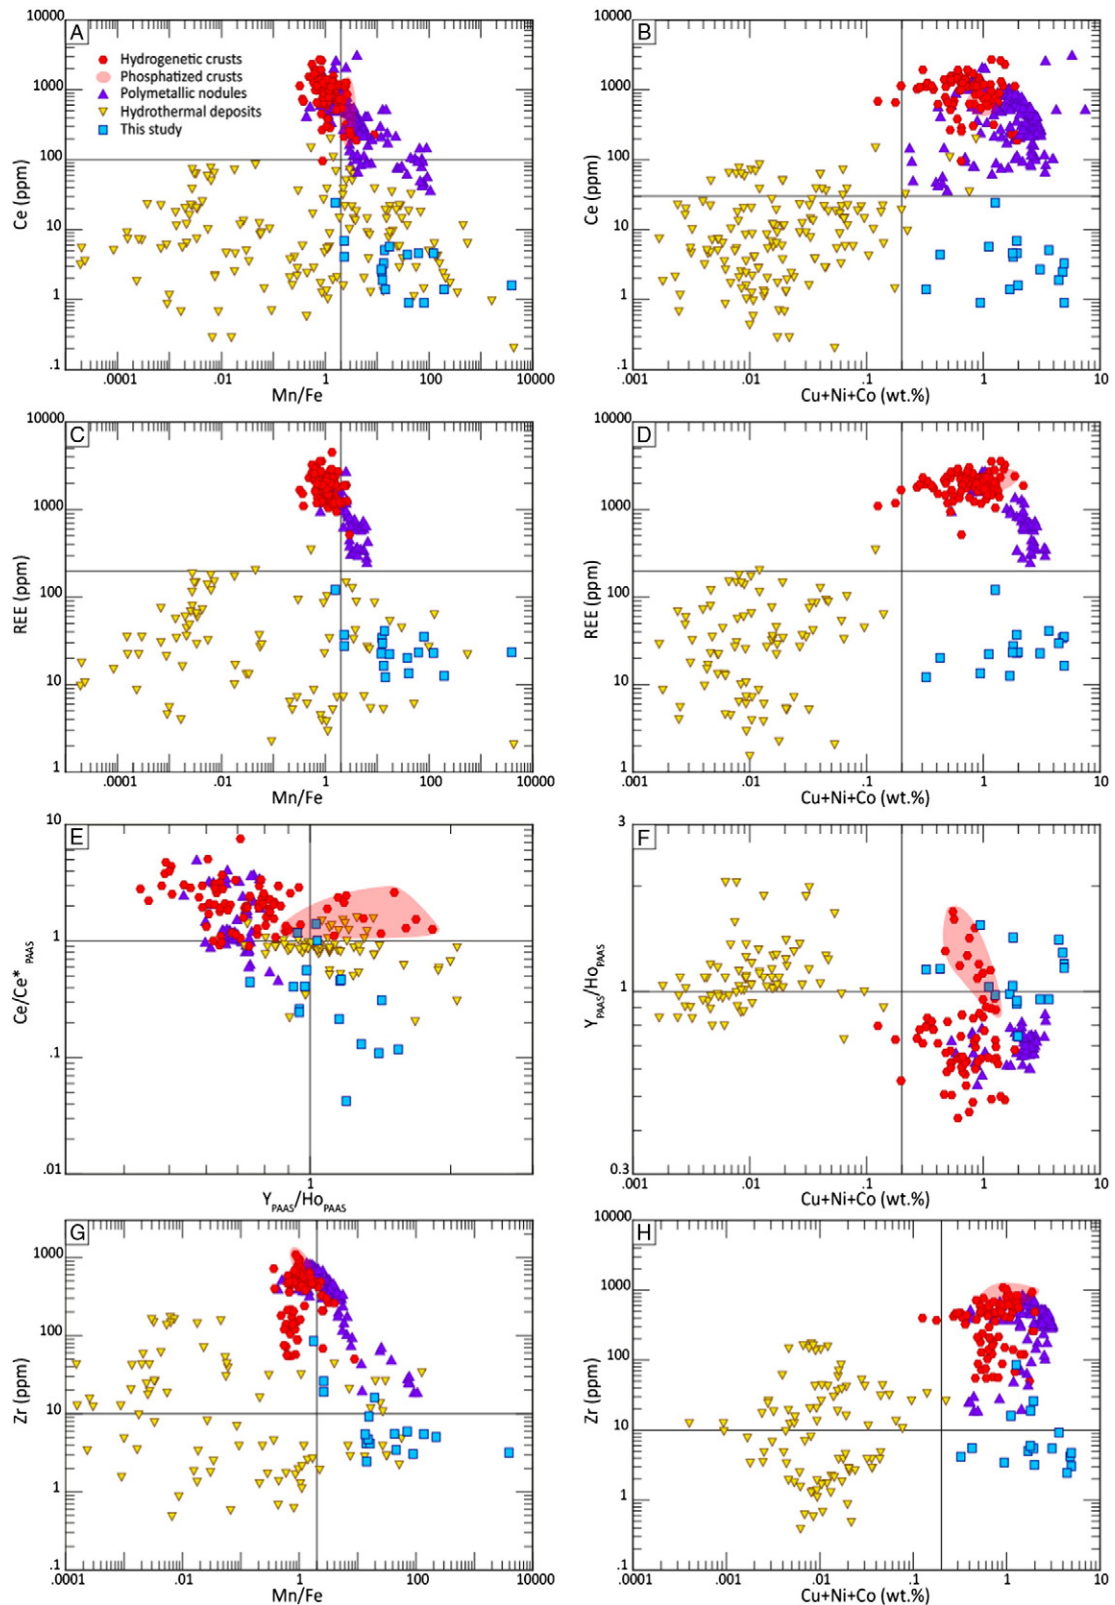 A
Hydrogenetic crusts
Phosphatized crusts
Polymetallic nodules
Hydrothermal deposits
This study
10000
1000
100
10
1
.1
Ce (ppm)
.0001 .01 1 100 10000
Mn/Fe
B
10000
1000
100
10
1
.1
Ce (ppm)
.001 .01 .1 1 10
Cu+Ni+Co (wt.%)
C
10000
1000
100
10
1
REE (ppm)
.0001 .01 1 100 10000
Mn/Fe
D
10000
1000
100
10
1
REE (ppm)
.001 .01 .1 1 10
Cu+Ni+Co (wt.%)
E
10
1
.1
.01
Ce/Ce* PAAS
1
Y PAAS/Ho PAAS
F
3
1
0.3
Y PAAS/Ho PAAS
.001 .01 .1 1 10
Cu+Ni+Co (wt.%)
G
1000
100
10
1
.1
Zr (ppm)
.0001 .01 1 100 10000
Mn/Fe
H
10000
1000
100
10
1
.1
Zr (ppm)
.0001 .001 .01 .1 1 10
Cu+Ni+Co (wt.%)